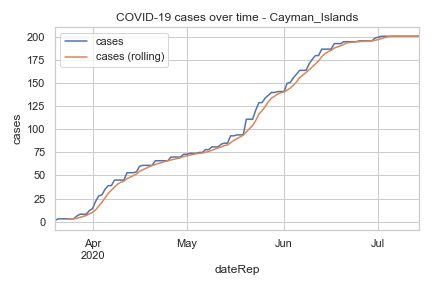 COVID-19 cases over time - Cayman_Islands
cases
cases (rolling)
200
175
150
125
100
75
50
25
0
cases
Apr
2020
May
Jun
Jul
dateRep